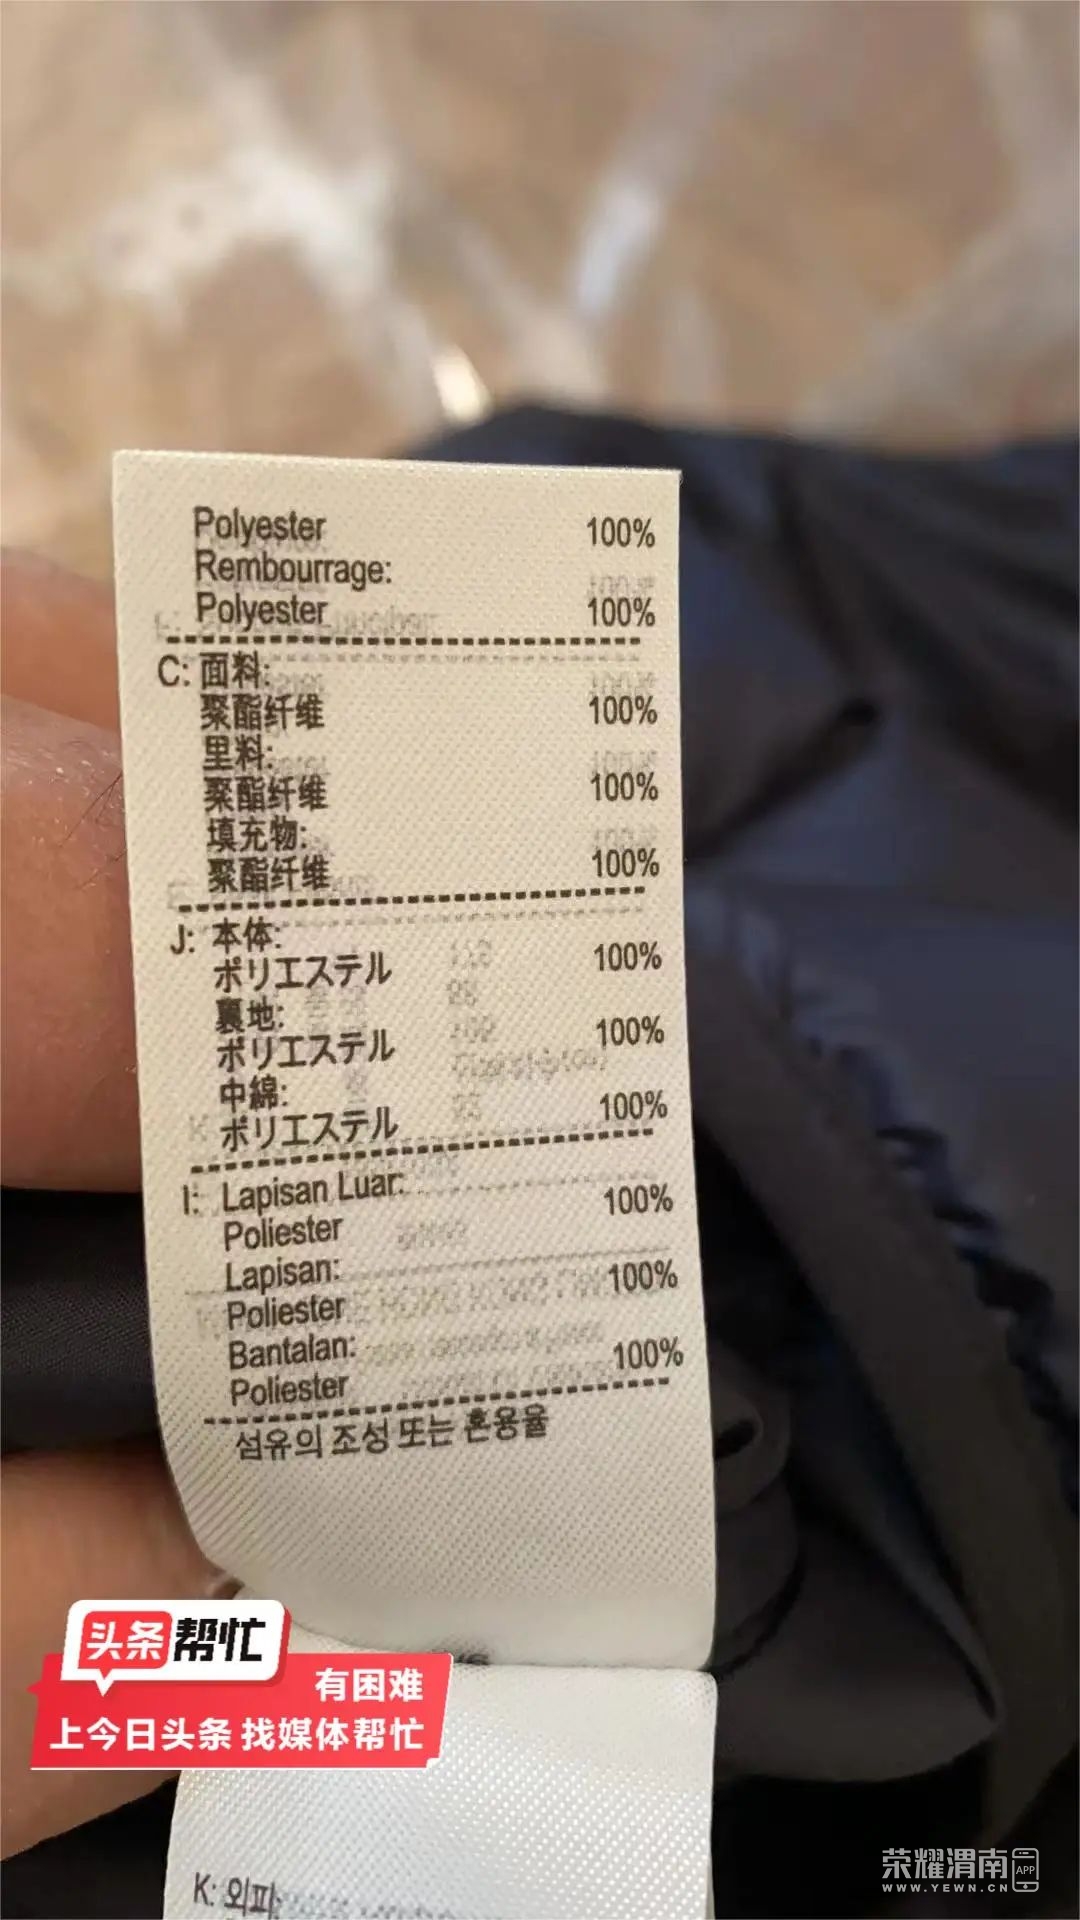 Polyester 100%
Rembourrage:
Polyester 100%
C: 面料:
聚酯纤维 100%
里料:
聚酯纤维 100%
填充物:
聚酯纤维 100%
J: 本体:
ポリエステル 100%
裏地:
ポリエステル 100%
中綿:
ポリエステル 100%
I: Lapisan Luar:
Poliester 100%
Lapisan:
Poliester 100%
Bantalan:
Poliester 100%
섬유의 조성 또는 혼용율
头条帮忙
有困难
上今日头条 找媒体帮忙
K: 외피:
荣耀渭南 APP
WWW.YEWN.CN